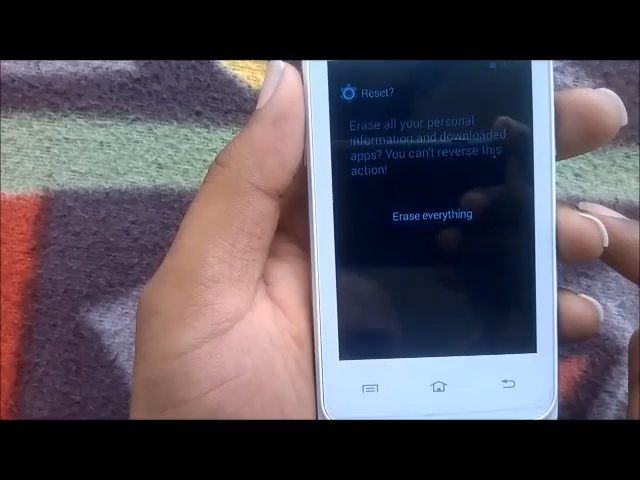 Reset?
Erase all your personal
information and downloaded
apps? You can't reverse this
action!
Erase everything